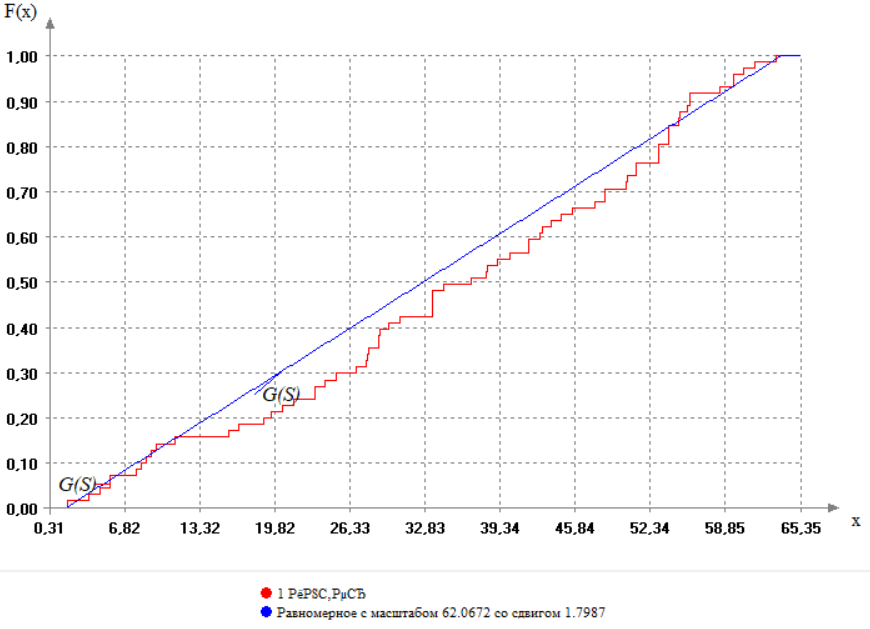 F(x)
1,00
0,90
0,80
0,70
0,60
0,50
0,40
0,30
G(S)
0,20
0,10
G(S)
0,00
0,31 6,82 13,32 19,82 26,33 32,83 39,34 45,84 52,34 58,85 65,35 x
1 РєР­SC‚РµСЂ
Равномерное с масштабом 62.0672 со сдвигом 1.7987